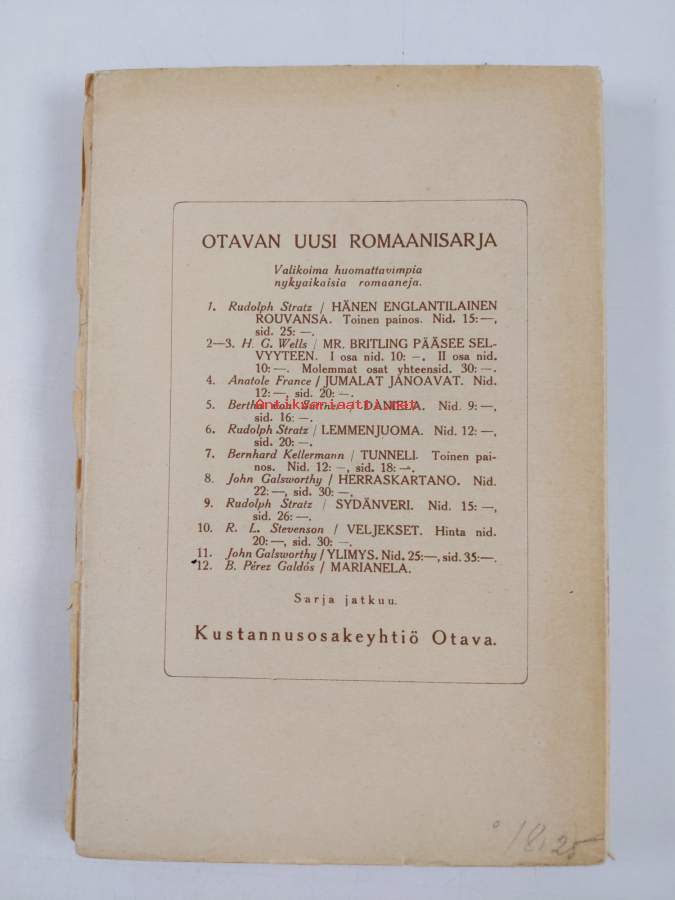 OTAVAN UUSI ROMAANISARJA
Valikoima huomattavimpia
nykyaikaisia romaaneja.
1. Rudolph Stratz / HÄNEN ENGLANTILAINEN
ROUVANSA. Toinen painos. Nid. 15: —,
sid. 25: —.
2—3. H. G. Wells / MR. BRITLING PÄÄSEE SEL-
VYYTEEN. I osa nid. 10: —. II osa nid.
10: —. Molemmat osat yhteensid. 30: —.
4. Anatole France / JUMALAT JANOAVAT. Nid.
12: —, sid. 20: —.
5. Bertha von / DANIELA. Nid. 9: —,
Antikvariaatti.net
sid. 16: —.
6. Rudolph Stratz / LEMMENJUOMA. Nid. 12: —,
sid. 20: —.
7. Bernhard Kellermann / TUNNELI. Toinen pai-
nos. Nid. 12: —, sid. 18: —.
8. John Galsworthy / HERRASKARTANO. Nid.
22: —, sid. 30: —.
9. Rudolph Stratz / SYDÄNVERI. Nid. 15: —,
sid. 26: —.
10. R. L. Stevenson / VELJEKSET. Hinta nid.
20: —, sid. 30: —.
11. John Galsworthy / YLIMYS. Nid. 25: —, sid. 35: —.
12. B. Pérez Galdós / MARIANELA.
Sarja jatkuu.
Kustannusosakeyhtiö Otava.